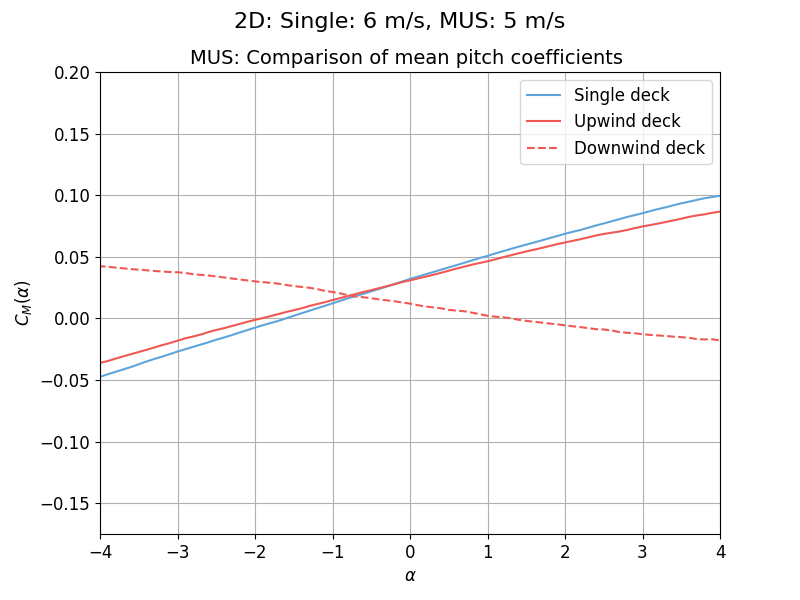 2D: Single: 6 m/s, MUS: 5 m/s
MUS: Comparison of mean pitch coefficients
Single deck
Upwind deck
Downwind deck
0.20
0.15
0.10
0.05
0.00
−0.05
−0.10
−0.15
C_M(α)
−4 −3 −2 −1 0 1 2 3 4
α